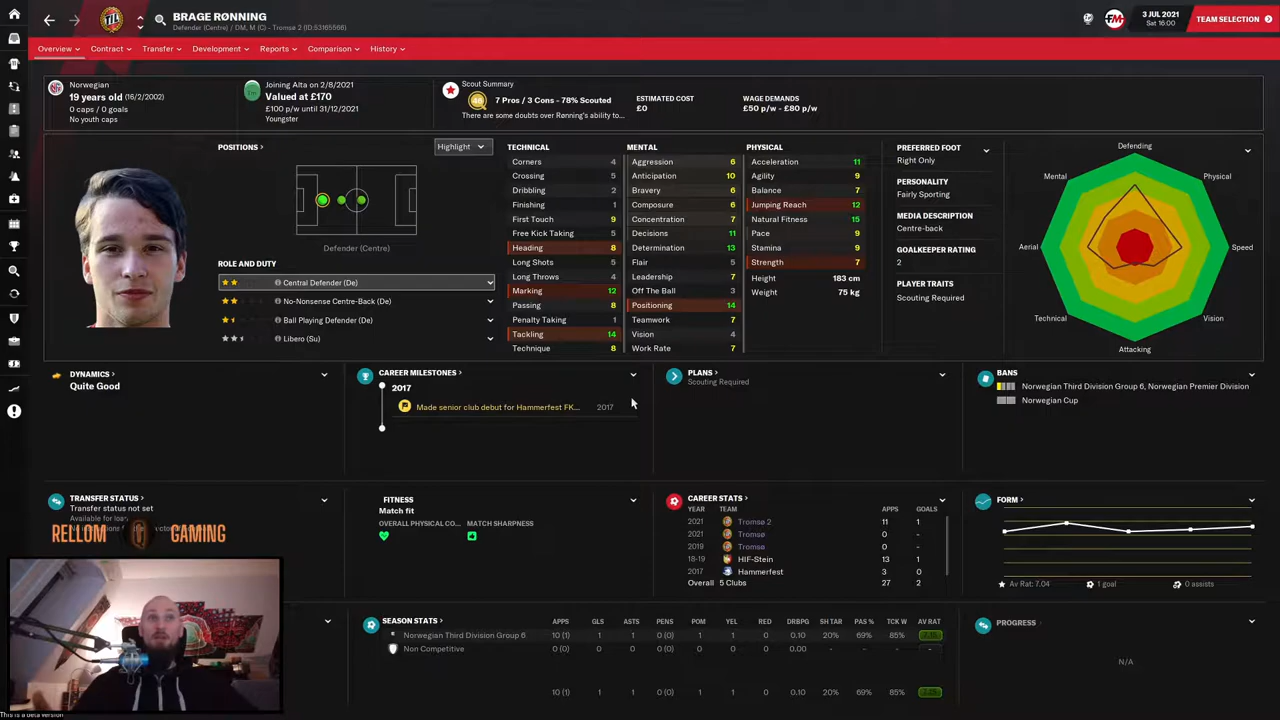 BRAGE RØNNING
Defender (Centre) / DM, M (C) - Tromsø 2 (ID:53165566)
FM
3 JUL 2021
Sat 16:00
TEAM SELECTION
Overview
Contract
Transfer
Development
Reports
Comparison
History
Norwegian
19 years old (16/2/2002)
0 caps / 0 goals
No youth caps
Joining Alta on 2/8/2021
Valued at £170
£100 p/w until 31/12/2021
Youngster
Scout Summary
7 Pros / 3 Cons - 78% Scouted
There are some doubts over Rønning's ability to...
ESTIMATED COST
£0
WAGE DEMANDS
£50 p/w - £80 p/w
POSITIONS
Highlight
Defender (Centre)
ROLE AND DUTY
Central Defender (De)
No-Nonsense Centre-Back (De)
Ball Playing Defender (De)
Libero (Su)
TECHNICAL
Corners 4
Crossing 5
Dribbling 2
Finishing 1
First Touch 9
Free Kick Taking 5
Heading 8
Long Shots 5
Long Throws 4
Marking 12
Passing 8
Penalty Taking 1
Tackling 14
Technique 8
MENTAL
Aggression 6
Anticipation 10
Bravery 6
Composure 6
Concentration 7
Decisions 11
Determination 13
Flair 5
Leadership 7
Off The Ball 3
Positioning 14
Teamwork 7
Vision 4
Work Rate 7
PHYSICAL
Acceleration 11
Agility 9
Balance 7
Jumping Reach 12
Natural Fitness 15
Pace 9
Stamina 9
Strength 7
Height 183 cm
Weight 75 kg
PREFERRED FOOT
Right Only
PERSONALITY
Fairly Sporting
MEDIA DESCRIPTION
Centre-back
GOALKEEPER RATING
2
PLAYER TRAITS
Scouting Required
Defending
Mental
Physical
Aerial
Speed
Technical
Vision
Attacking
DYNAMICS
Quite Good
CAREER MILESTONES
2017
Made senior club debut for Hammerfest FK... 2017
PLANS
Scouting Required
BANS
Norwegian Third Division Group 6, Norwegian Premier Division
Norwegian Cup
TRANSFER STATUS
Transfer status not set
Available for loan
RELLOM GAMING
FITNESS
Match fit
OVERALL PHYSICAL CO...
MATCH SHARPNESS
CAREER STATS
YEAR TEAM APPS GOALS
2021 Tromsø 2 11 1
2021 Tromsø 0 -
2019 Tromsø 0 -
18-19 HIF-Stein 13 1
2017 Hammerfest 3 0
Overall 5 Clubs 27 2
FORM
Av Rat: 7.04
1 goal
0 assists
SEASON STATS APPS GLS ASTS PENS POM YEL RED DRBPG SH TAR PAS % TCK W AV RAT
Norwegian Third Division Group 6 10 (1) 1 1 0 (0) 1 1 0 0.10 20% 69% 85%
Non Competitive 0 (0) 0 0 0 (0) 0 0 0 0.00 - - - -
10 (1) 1 1 0 (0) 1 1 0 0.10 20% 69% 85%
PROGRESS
N/A
This is a beta version